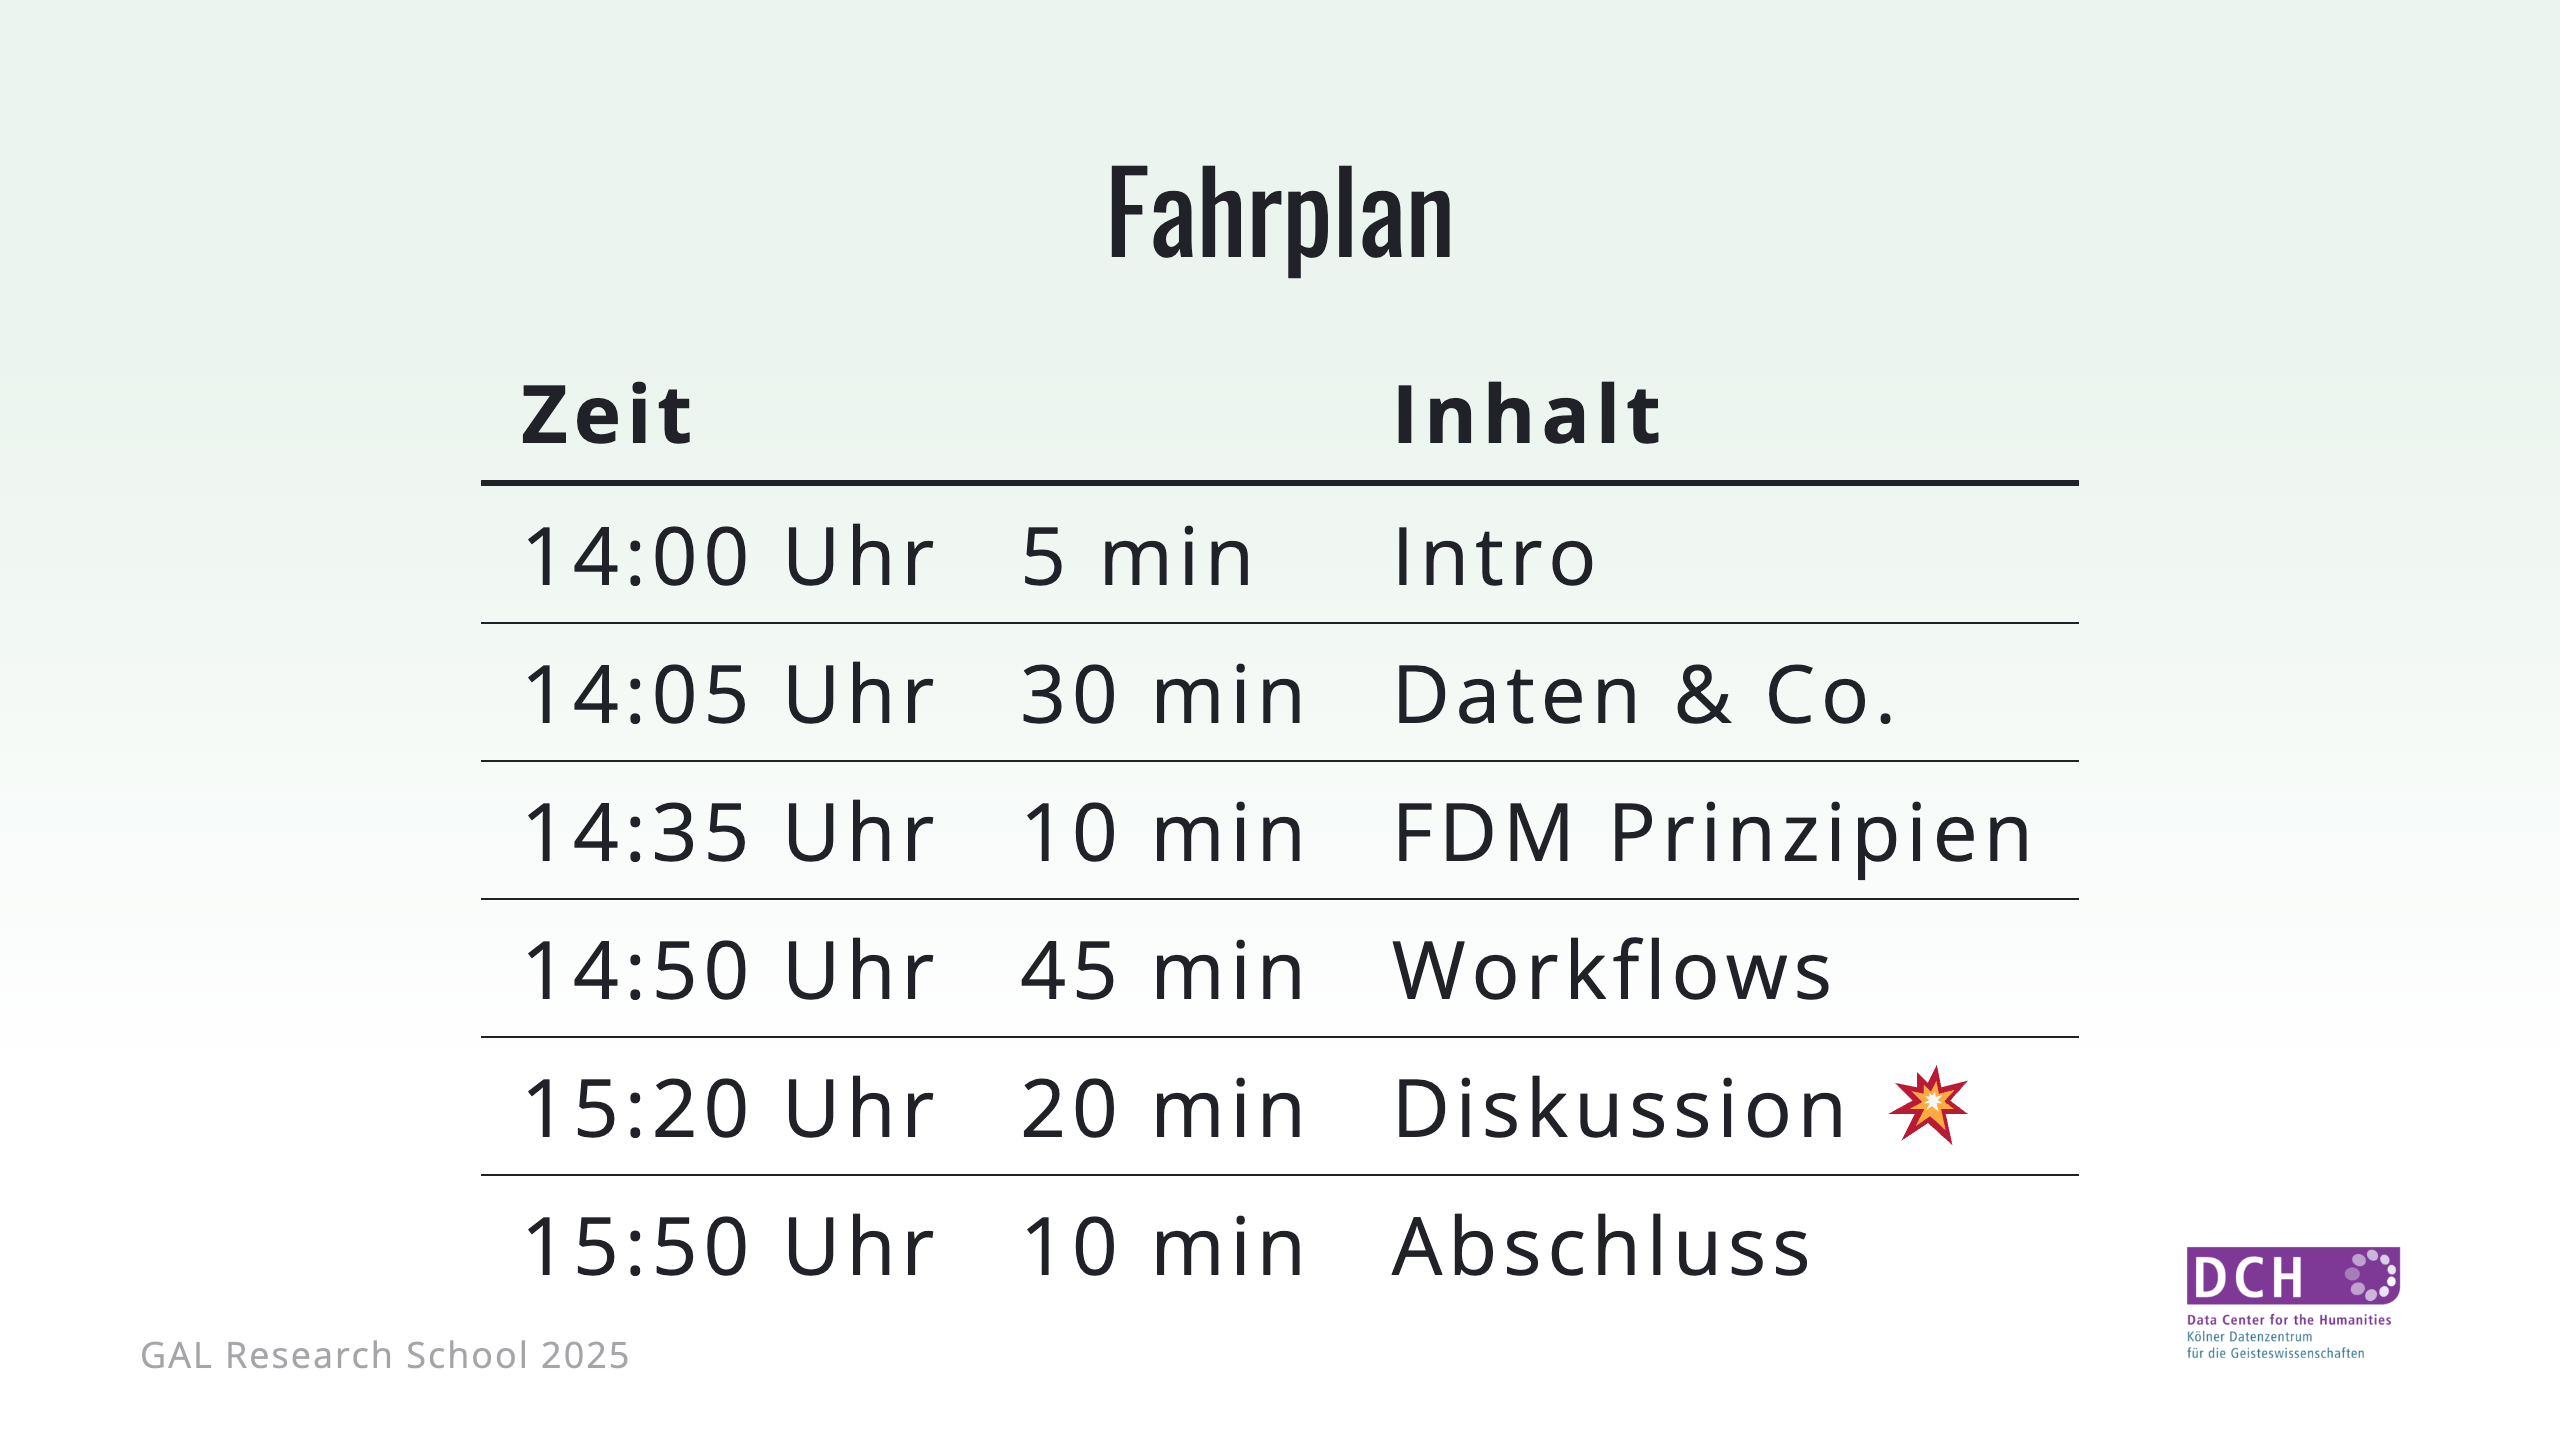 Fahrplan
Zeit Inhalt
14:00 Uhr 5 min Intro
14:05 Uhr 30 min Daten & Co.
14:35 Uhr 10 min FDM Prinzipien
14:50 Uhr 45 min Workflows
15:20 Uhr 20 min Diskussion 💥
15:50 Uhr 10 min Abschluss
GAL Research School 2025
DCH
Data Center for the Humanities
Kölner Datenzentrum
für die Geisteswissenschaften